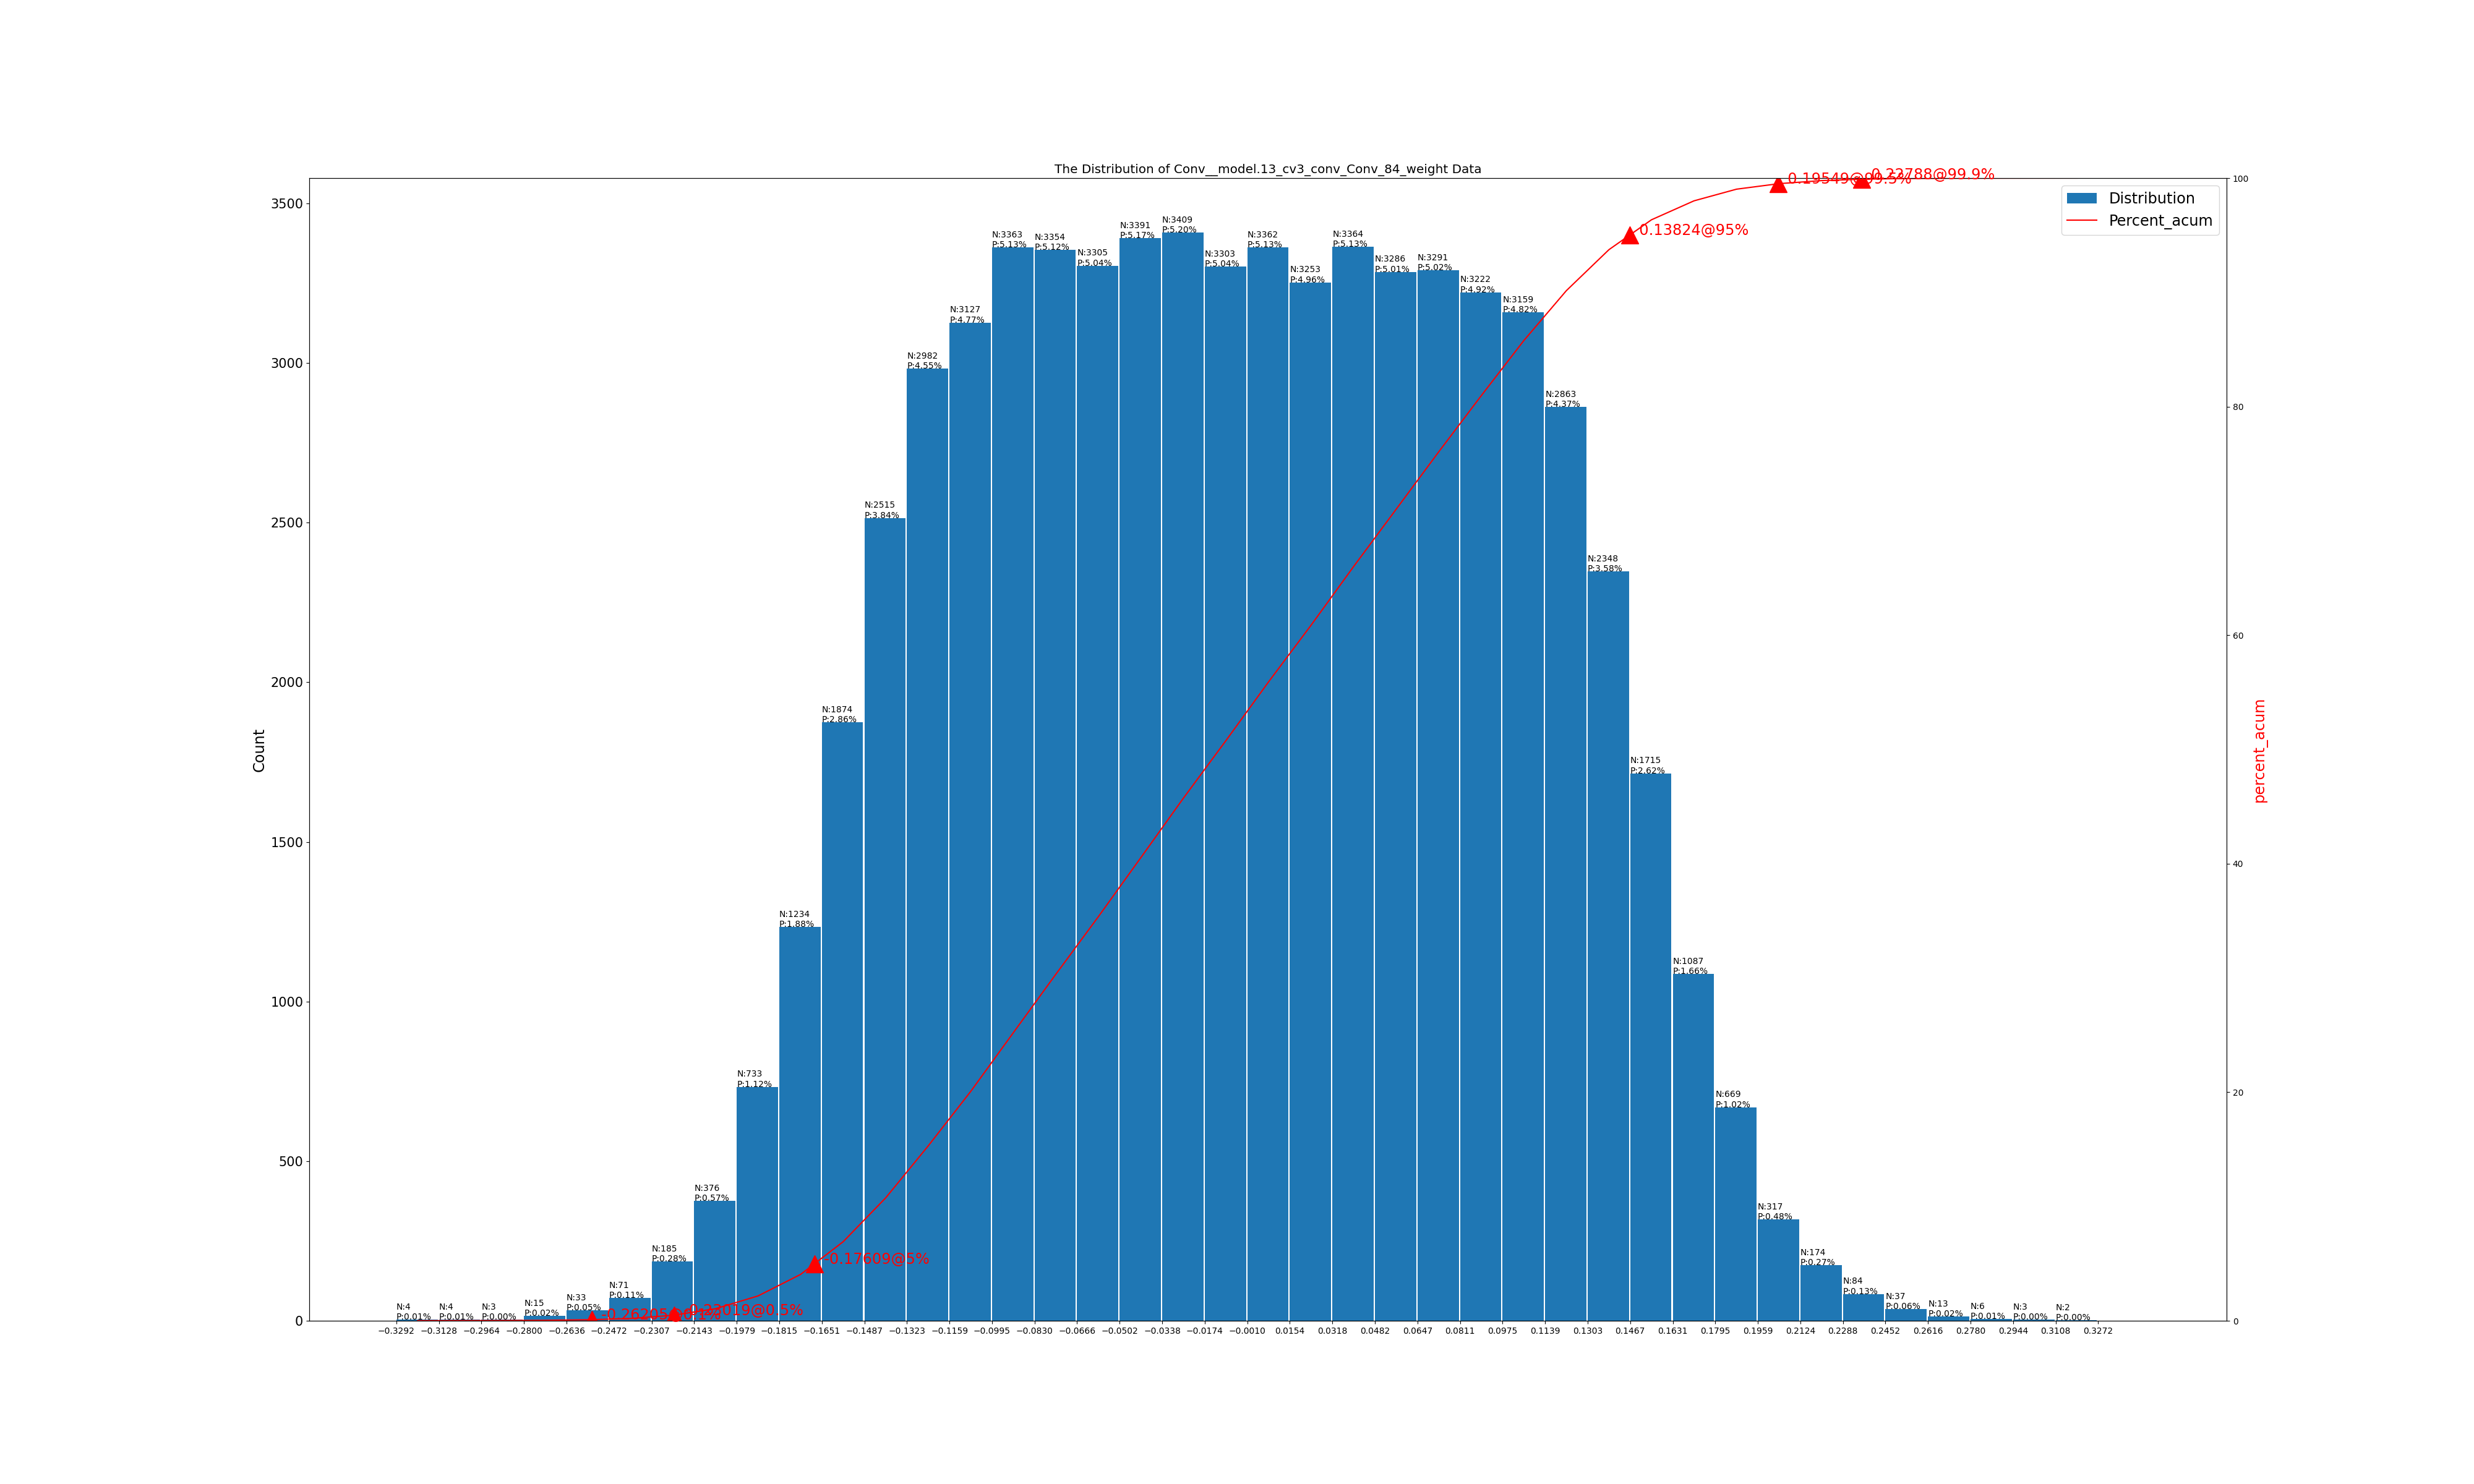 The Distribution of Conv__model.13_cv3_conv_Conv_84_weight Data
Distribution
Percent_acum
Count
percent_acum
3500
3000
2500
2000
1500
1000
500
0
100
80
60
40
20
0
N:4
P:0.01%
N:4
P:0.01%
N:3
P:0.00%
N:15
P:0.02%
N:33
P:0.05%
N:71
P:0.11%
N:185
P:0.28%
N:376
P:0.57%
N:733
P:1.12%
N:1234
P:1.88%
N:1874
P:2.86%
N:2515
P:3.84%
N:2982
P:4.55%
N:3127
P:4.77%
N:3363
P:5.13%
N:3354
P:5.12%
N:3305
P:5.04%
N:3391
P:5.17%
N:3409
P:5.20%
N:3303
P:5.04%
N:3362
P:5.13%
N:3253
P:4.96%
N:3364
P:5.13%
N:3286
P:5.01%
N:3291
P:5.02%
N:3222
P:4.92%
N:3159
P:4.82%
N:2863
P:4.37%
N:2348
P:3.58%
N:1715
P:2.62%
N:1087
P:1.66%
N:669
P:1.02%
N:317
P:0.48%
N:174
P:0.27%
N:84
P:0.13%
N:37
P:0.06%
N:13
P:0.02%
N:6
P:0.01%
N:3
P:0.00%
N:2
P:0.00%
-0.23019@0.5%
-0.17609@5%
0.13824@95%
0.19549@99.5%
0.22788@99.9%
−0.3292 −0.3128 −0.2964 −0.2800 −0.2636 −0.2472 −0.2307 −0.2143 −0.1979 −0.1815 −0.1651 −0.1487 −0.1323 −0.1159 −0.0995 −0.0830 −0.0666 −0.0502 −0.0338 −0.0174 −0.0010 0.0154 0.0318 0.0482 0.0647 0.0811 0.0975 0.1139 0.1303 0.1467 0.1631 0.1795 0.1959 0.2124 0.2288 0.2452 0.2616 0.2780 0.2944 0.3108 0.3272